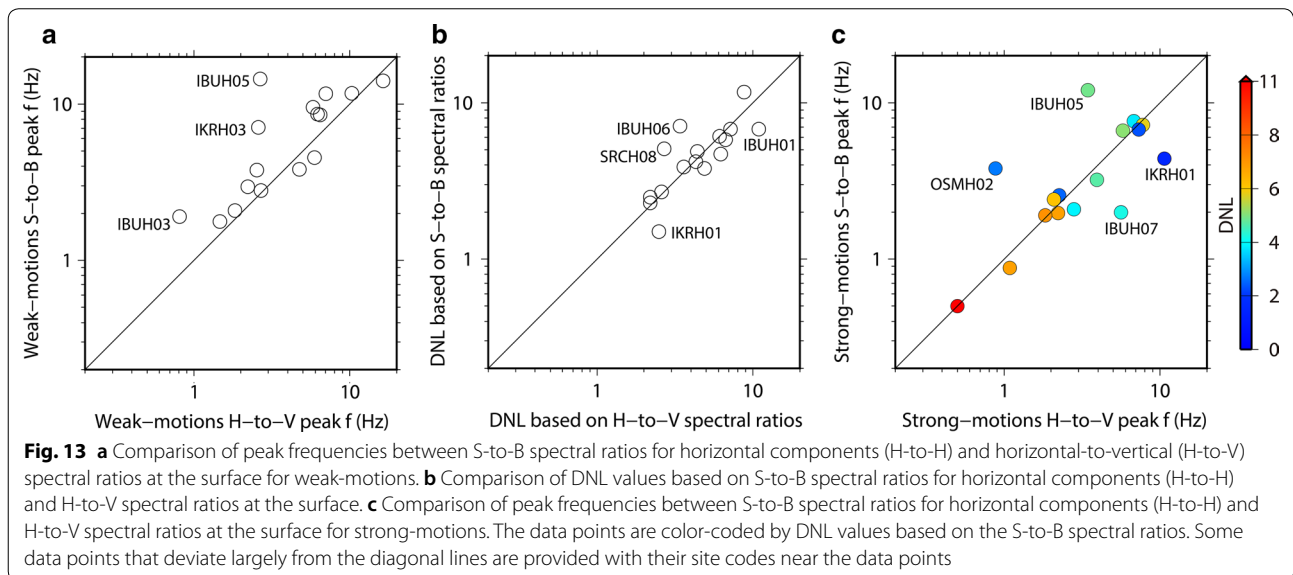 a
Weak−motions S−to−B peak f (Hz)
10
1
IBUH05
IKRH03
IBUH03
1
10
Weak−motions H−to−V peak f (Hz)
b
DNL based on S−to−B spectral ratios
10
1
IBUH06
SRCH08
IBUH01
IKRH01
1
10
DNL based on H−to−V spectral ratios
c
Strong−motions S−to−B peak f (Hz)
10
1
IBUH05
OSMH02
IKRH01
IBUH07
1
10
Strong−motions H−to−V peak f (Hz)
DNL
11
8
6
4
2
0
Fig. 13 a Comparison of peak frequencies between S-to-B spectral ratios for horizontal components (H-to-H) and horizontal-to-vertical (H-to-V)
spectral ratios at the surface for weak-motions. b Comparison of DNL values based on S-to-B spectral ratios for horizontal components (H-to-H)
and H-to-V spectral ratios at the surface. c Comparison of peak frequencies between S-to-B spectral ratios for horizontal components (H-to-H) and
H-to-V spectral ratios at the surface for strong-motions. The data points are color-coded by DNL values based on the S-to-B spectral ratios. Some
data points that deviate largely from the diagonal lines are provided with their site codes near the data points